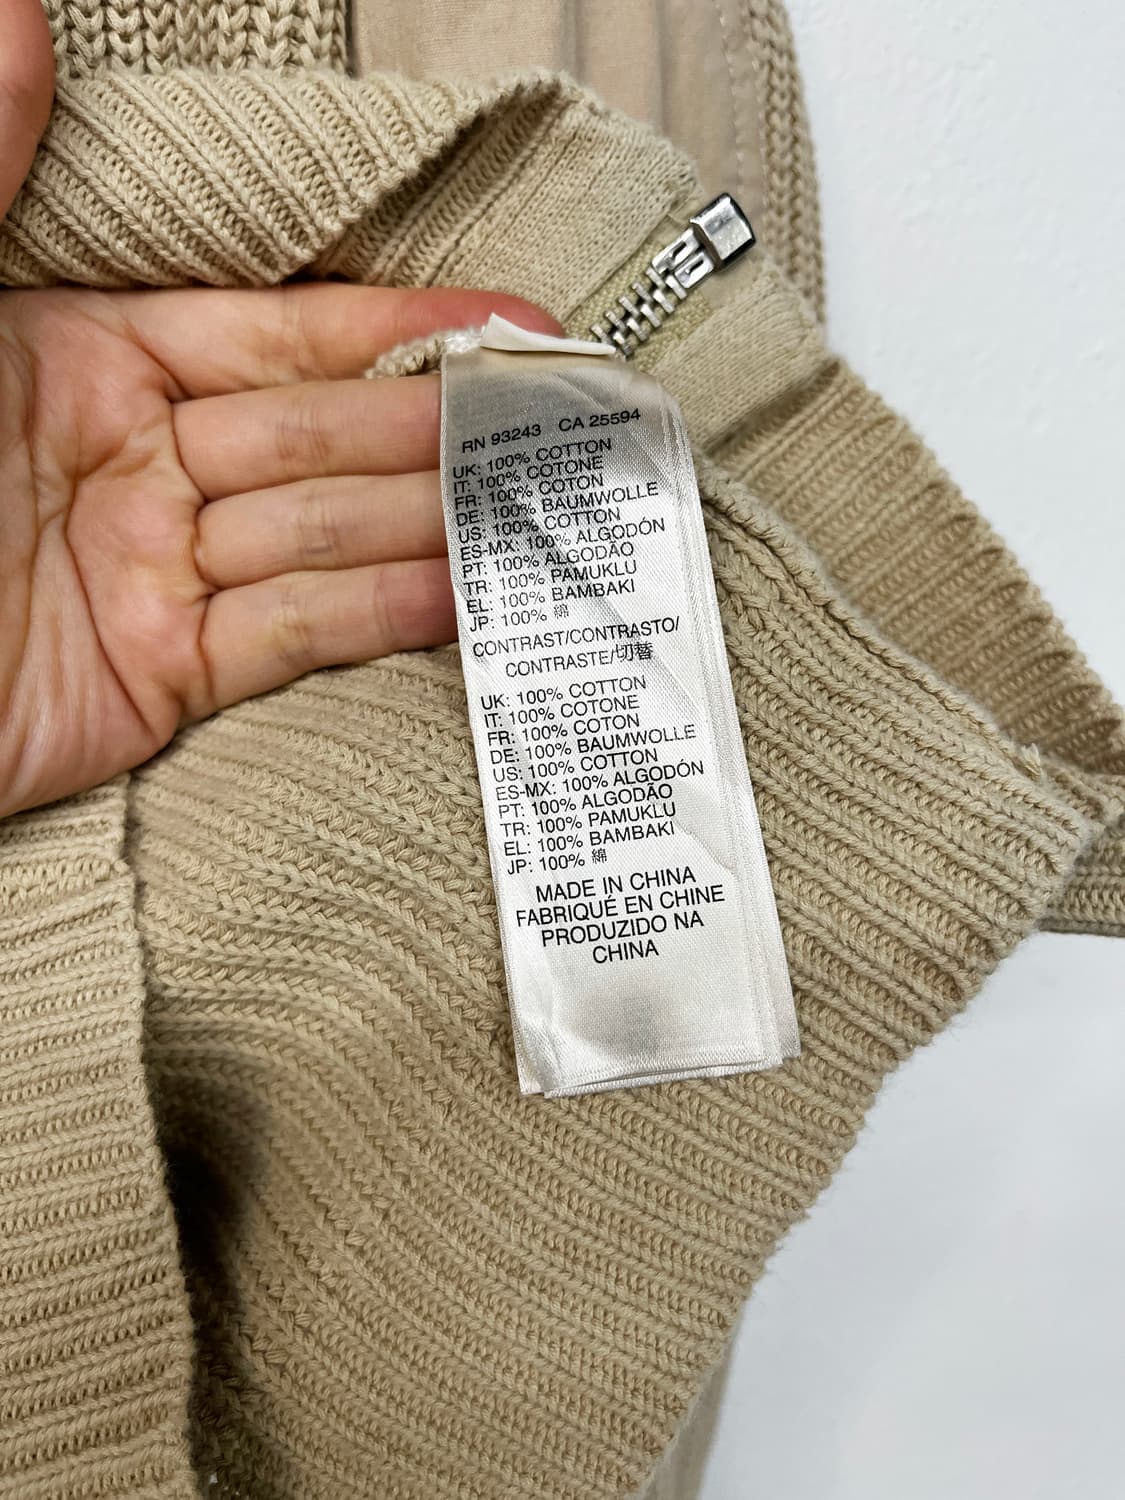 RN 93243 CA 25594
UK: 100% COTTON
IT: 100% COTONE
FR: 100% COTON
DE: 100% BAUMWOLLE
US: 100% COTTON
ES-MX: 100% ALGODÓN
PT: 100% ALGODÃO
TR: 100% PAMUKLU
EL: 100% BAMBAKI
JP: 100% 綿
CONTRAST/CONTRASTO/
CONTRASTE/切替
UK: 100% COTTON
IT: 100% COTONE
FR: 100% COTON
DE: 100% BAUMWOLLE
US: 100% COTTON
ES-MX: 100% ALGODÓN
PT: 100% ALGODÃO
TR: 100% PAMUKLU
EL: 100% BAMBAKI
JP: 100% 綿
MADE IN CHINA
FABRIQUÉ EN CHINE
PRODUZIDO NA
CHINA